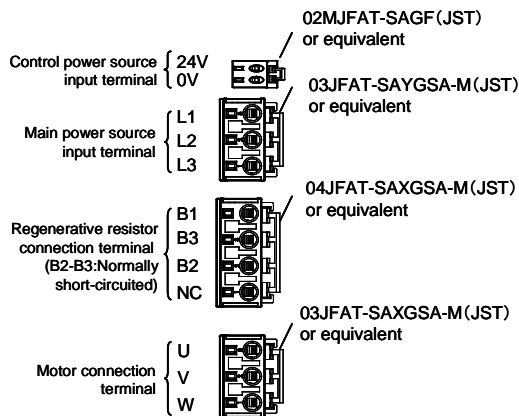 02MJFAT-SAGF(JST)
or equivalent
Control power source
input terminal
24V
0V
03JFAT-SAYGSA-M(JST)
or equivalent
Main power source
input terminal
L1
L2
L3
04JFAT-SAXGSA-M(JST)
or equivalent
Regenerative resistor
connection terminal
(B2-B3:Normally
short-circuited)
B1
B3
B2
NC
03JFAT-SAXGSA-M(JST)
or equivalent
Motor connection
terminal
U
V
W